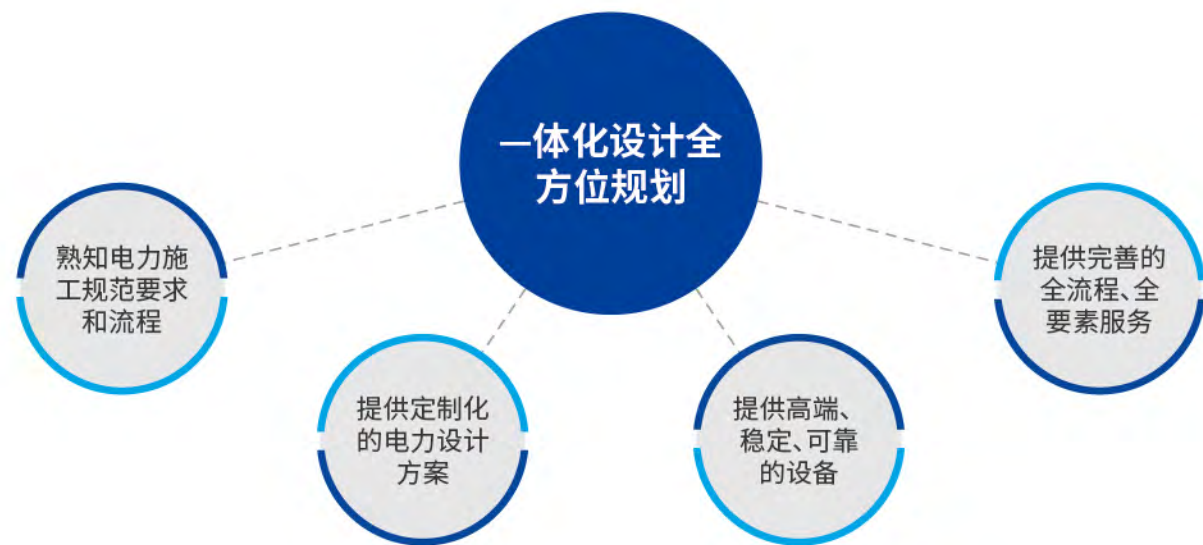 一体化设计全
方位规划
熟知电力施
工规范要求
和流程
提供定制化
的电力设计
方案
提供高端、
稳定、可靠
的设备
提供完善的
全流程、全
要素服务